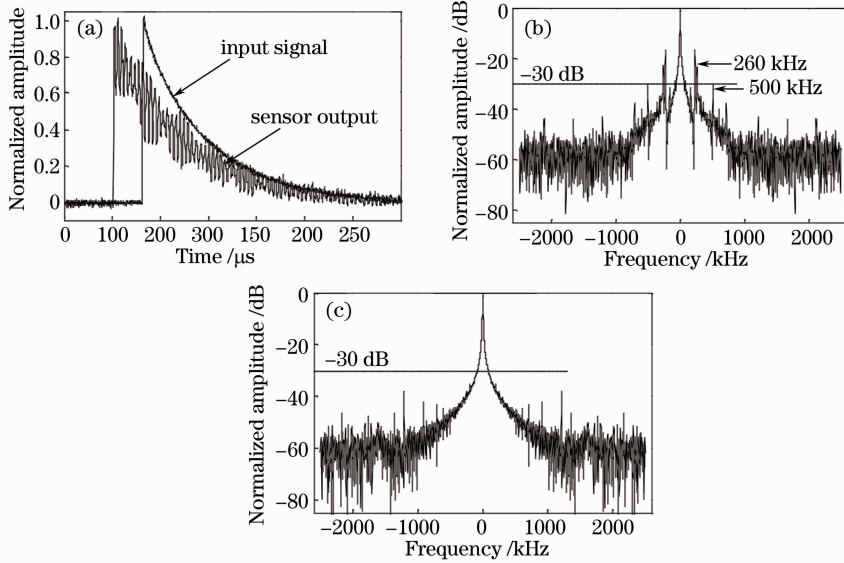 (a)
input signal
sensor output
Normalized amplitude
1.0
0.8
0.6
0.4
0.2
0
0 100 200 300 150 200 250
Time /μs
(b)
260 kHz
500 kHz
−30 dB
Normalized amplitude /dB
0
−20
−40
−60
−80
−2000 −1000 0 1000 2000
Frequency /kHz
(c)
−30 dB
Normalized amplitude /dB
0
−20
−40
−60
−80
−2000 −1000 0 1000 2000
Frequency /kHz